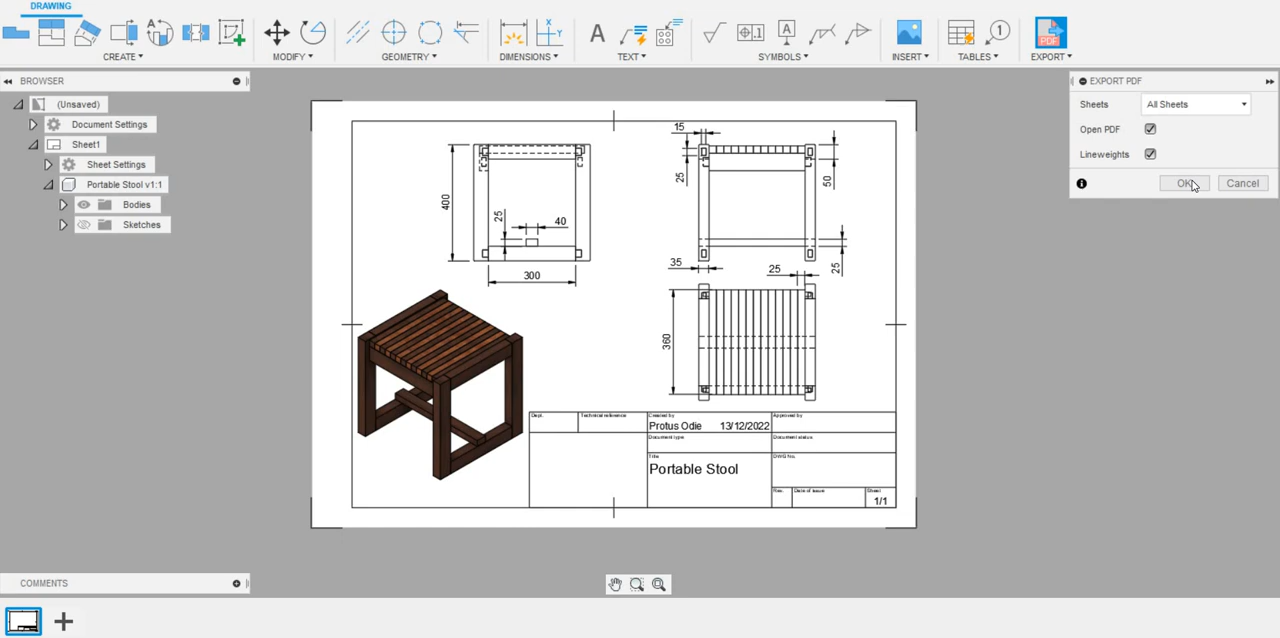 DRAWING
A
A
1
PDF
CREATE
MODIFY
GEOMETRY
DIMENSIONS
TEXT
SYMBOLS
INSERT
TABLES
EXPORT
BROWSER
(Unsaved)
Document Settings
Sheet1
Sheet Settings
Portable Stool v1:1
Bodies
Sketches
EXPORT PDF
Sheets All Sheets
Open PDF
Lineweights
OK Cancel
400
25
40
300
15
25
50
35
25
25
360
Dept. Technical reference Created by Approved by
Protus Odie 13/12/2022
Document type Document status
Title DWG No.
Portable Stool
Rev. Date of issue Sheet
1/1
COMMENTS